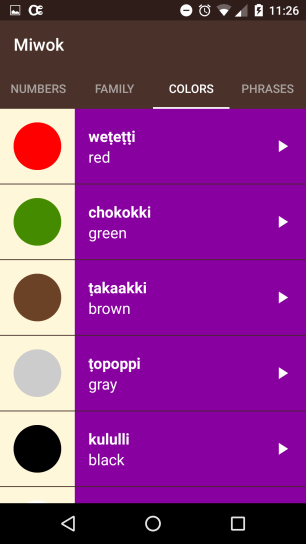 11:26
Miwok
NUMBERS FAMILY COLORS PHRASES
weṭeṭṭi
red
chokokki
green
ṭakaakki
brown
ṭopoppi
gray
kululli
black